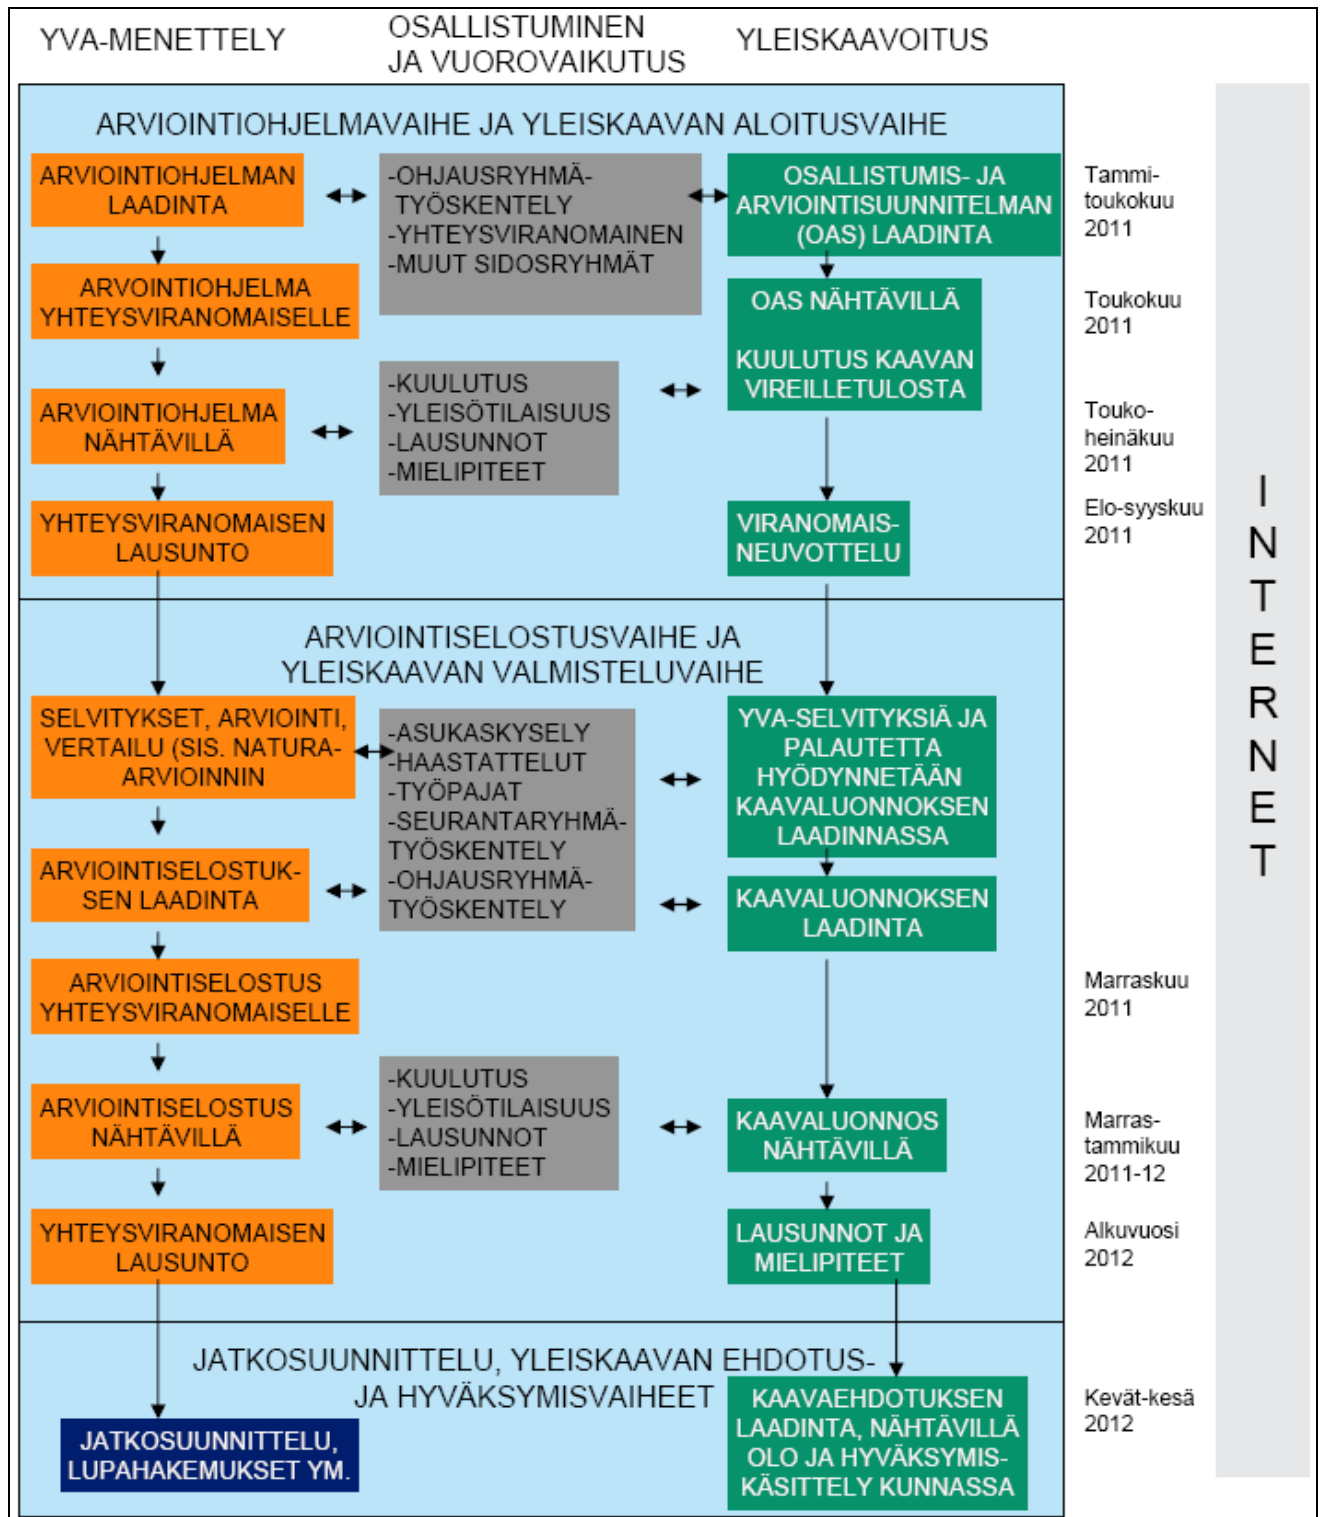 YVA-MENETTELY
OSALLISTUMINEN
JA VUOROVAIKUTUS
YLEISKAAVOITUS
ARVIOINTIOHJELMAVAIHE JA YLEISKAAVAN ALOITUSVAIHE
ARVIOINTIOHJELMAN
LAADINTA
-OHJAUSRYHMÄ-
TYÖSKENTELY
-YHTEYSVIRANOMAINEN
-MUUT SIDOSRYHMÄT
OSALLISTUMIS- JA
ARVIOINTISUUNNITELMAN
(OAS) LAADINTA
Tammi-
toukokuu
2011
ARVOINTIOHJELMA
YHTEYSVIRANOMAISELLE
OAS NÄHTÄVILLÄ
KUULUTUS KAAVAN
VIREILLETULOSTA
Toukokuu
2011
ARVIOINTIOHJELMA
NÄHTÄVILLÄ
-KUULUTUS
-YLEISÖTILAISUUS
-LAUSUNNOT
-MIELIPITEET
Touko-
heinäkuu
2011
YHTEYSVIRANOMAISEN
LAUSUNTO
VIRANOMAIS-
NEUVOTTELU
Elo-syyskuu
2011
ARVIOINTISELOSTUSVAIHE JA
YLEISKAAVAN VALMISTELUVAIHE
SELVITYKSET, ARVIOINTI,
VERTAILU (SIS. NATURA-
ARVIOINNIN
-ASUKASKYSELY
-HAASTATTELUT
-TYÖPAJAT
-SEURANTARYHMÄ-
TYÖSKENTELY
-OHJAUSRYHMÄ-
TYÖSKENTELY
YVA-SELVITYKSIÄ JA
PALAUTETTA
HYÖDYNNETÄÄN
KAAVALUONNOKSEN
LAADINNASSA
ARVIOINTISELOSTUK-
SEN LAADINTA
KAAVALUONNOKSEN
LAADINTA
ARVIOINTISELOSTUS
YHTEYSVIRANOMAISELLE
Marraskuu
2011
ARVIOINTISELOSTUS
NÄHTÄVILLÄ
-KUULUTUS
-YLEISÖTILAISUUS
-LAUSUNNOT
-MIELIPITEET
KAAVALUONNOS
NÄHTÄVILLÄ
Marras-
tammikuu
2011-12
YHTEYSVIRANOMAISEN
LAUSUNTO
LAUSUNNOT JA
MIELIPITEET
Alkuvuosi
2012
JATKOSUUNNITTELU, YLEISKAAVAN EHDOTUS-
JA HYVÄKSYMISVAIHEET
JATKOSUUNNITTELU,
LUPAHAKEMUKSET YM.
KAAVAEHDOTUKSEN
LAADINTA, NÄHTÄVILLÄ
OLO JA HYVÄKSYMIS-
KÄSITTELY KUNNASSA
Kevät-kesä
2012
INTERNET